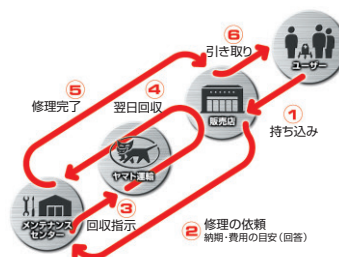 ⑥
引き取り
ユーザー
⑤
修理完了
④
翌日回収
販売店
①
持ち込み
ヤマト運輸
③
回収指示
メンテナンス
センター
② 修理の依頼
納期・費用の目安(回答)